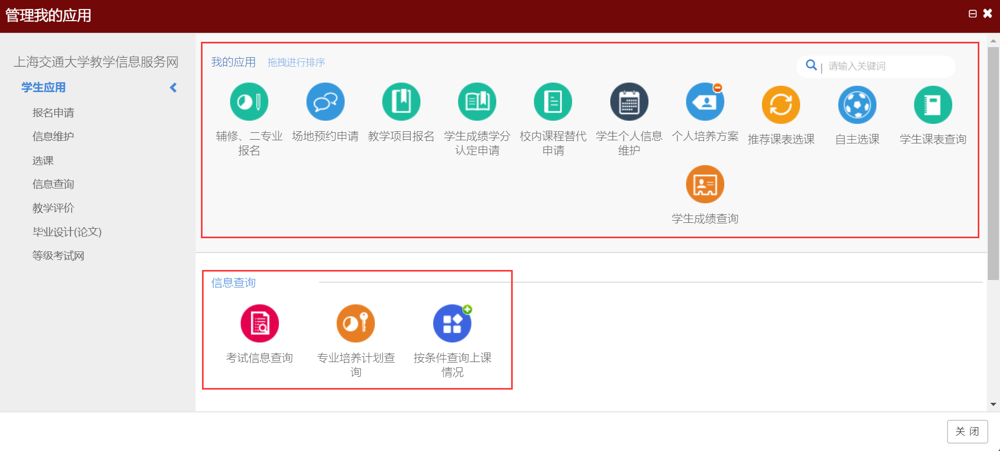 管理我的应用
上海交通大学教学信息服务网
学生应用
报名申请
信息维护
选课
信息查询
教学评价
毕业设计(论文)
等级考试网
我的应用 拖拽进行排序
请输入关键词
辅修、二专业
报名
场地预约申请
教学项目报名
学生成绩学分
认定申请
校内课程替代
申请
学生个人信息
维护
个人培养方案
推荐课表选课
自主选课
学生课表查询
学生成绩查询
信息查询
考试信息查询
专业培养计划查
询
按条件查询上课
情况
关 闭